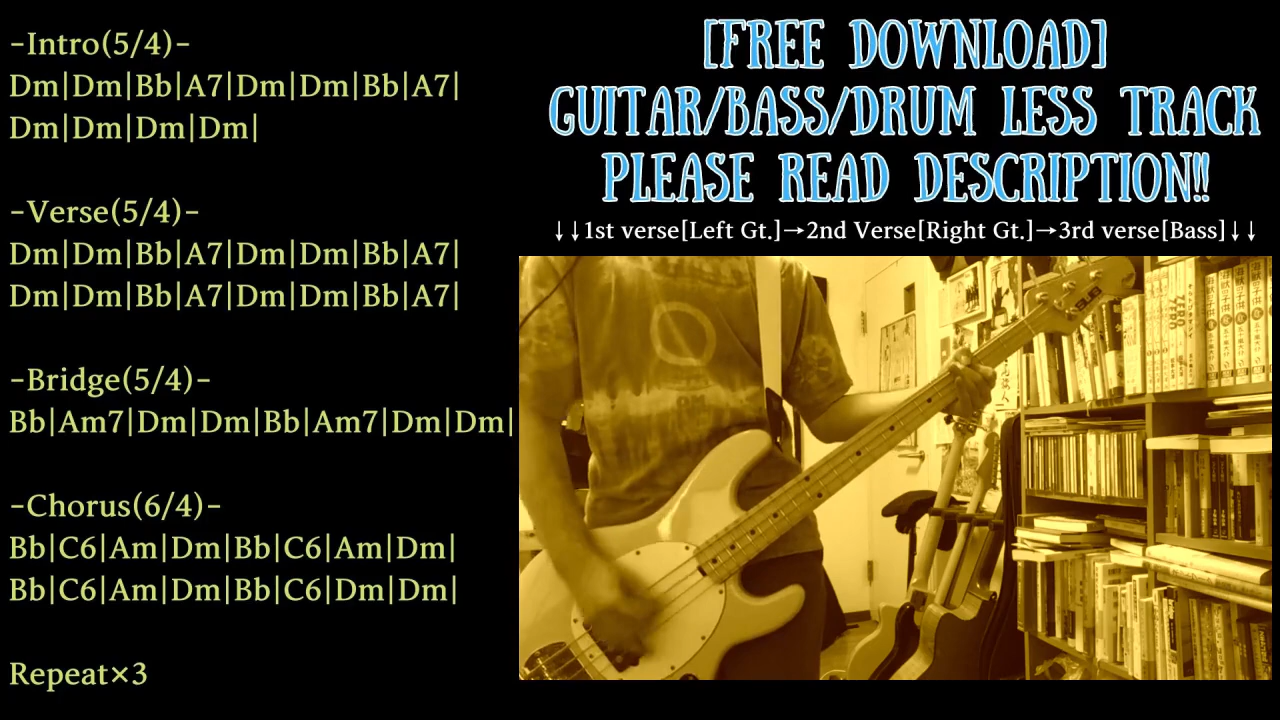 -Intro(5/4)-
Dm|Dm|Bb|A7|Dm|Dm|Bb|A7|
Dm|Dm|Dm|Dm|
-Verse(5/4)-
Dm|Dm|Bb|A7|Dm|Dm|Bb|A7|
Dm|Dm|Bb|A7|Dm|Dm|Bb|A7|
-Bridge(5/4)-
Bb|Am7|Dm|Dm|Bb|Am7|Dm|Dm|
-Chorus(6/4)-
Bb|C6|Am|Dm|Bb|C6|Am|Dm|
Bb|C6|Am|Dm|Bb|C6|Dm|Dm|
Repeat×3
[FREE DOWNLOAD]
GUITAR/BASS/DRUM LESS TRACK
PLEASE READ DESCRIPTION!!
↓↓1st verse[Left Gt.]→2nd Verse[Right Gt.]→3rd verse[Bass]↓↓
SUB